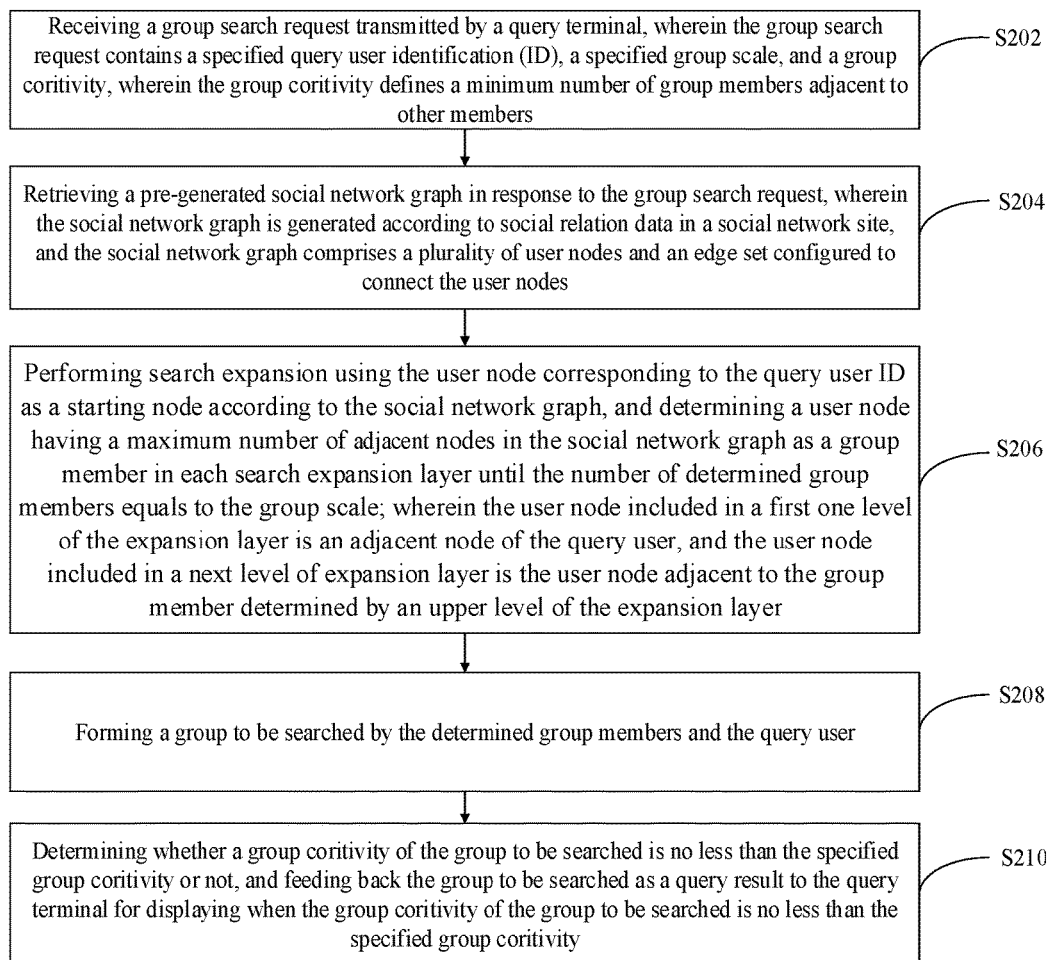 Receiving a group search request transmitted by a query terminal, wherein the group search
request contains a specified query user identification (ID), a specified group scale, and a group
coritivity, wherein the group coritivity defines a minimum number of group members adjacent to
other members
S202
Retrieving a pre-generated social network graph in response to the group search request, wherein
the social network graph is generated according to social relation data in a social network site,
and the social network graph comprises a plurality of user nodes and an edge set configured to
connect the user nodes
S204
Performing search expansion using the user node corresponding to the query user ID
as a starting node according to the social network graph, and determining a user node
having a maximum number of adjacent nodes in the social network graph as a group
member in each search expansion layer until the number of determined group
members equals to the group scale; wherein the user node included in a first one level
of the expansion layer is an adjacent node of the query user, and the user node
included in a next level of expansion layer is the user node adjacent to the group
member determined by an upper level of the expansion layer
S206
Forming a group to be searched by the determined group members and the query user
S208
Determining whether a group coritivity of the group to be searched is no less than the specified
group coritivity or not, and feeding back the group to be searched as a query result to the query
terminal for displaying when the group coritivity of the group to be searched is no less than the
specified group coritivity
S210